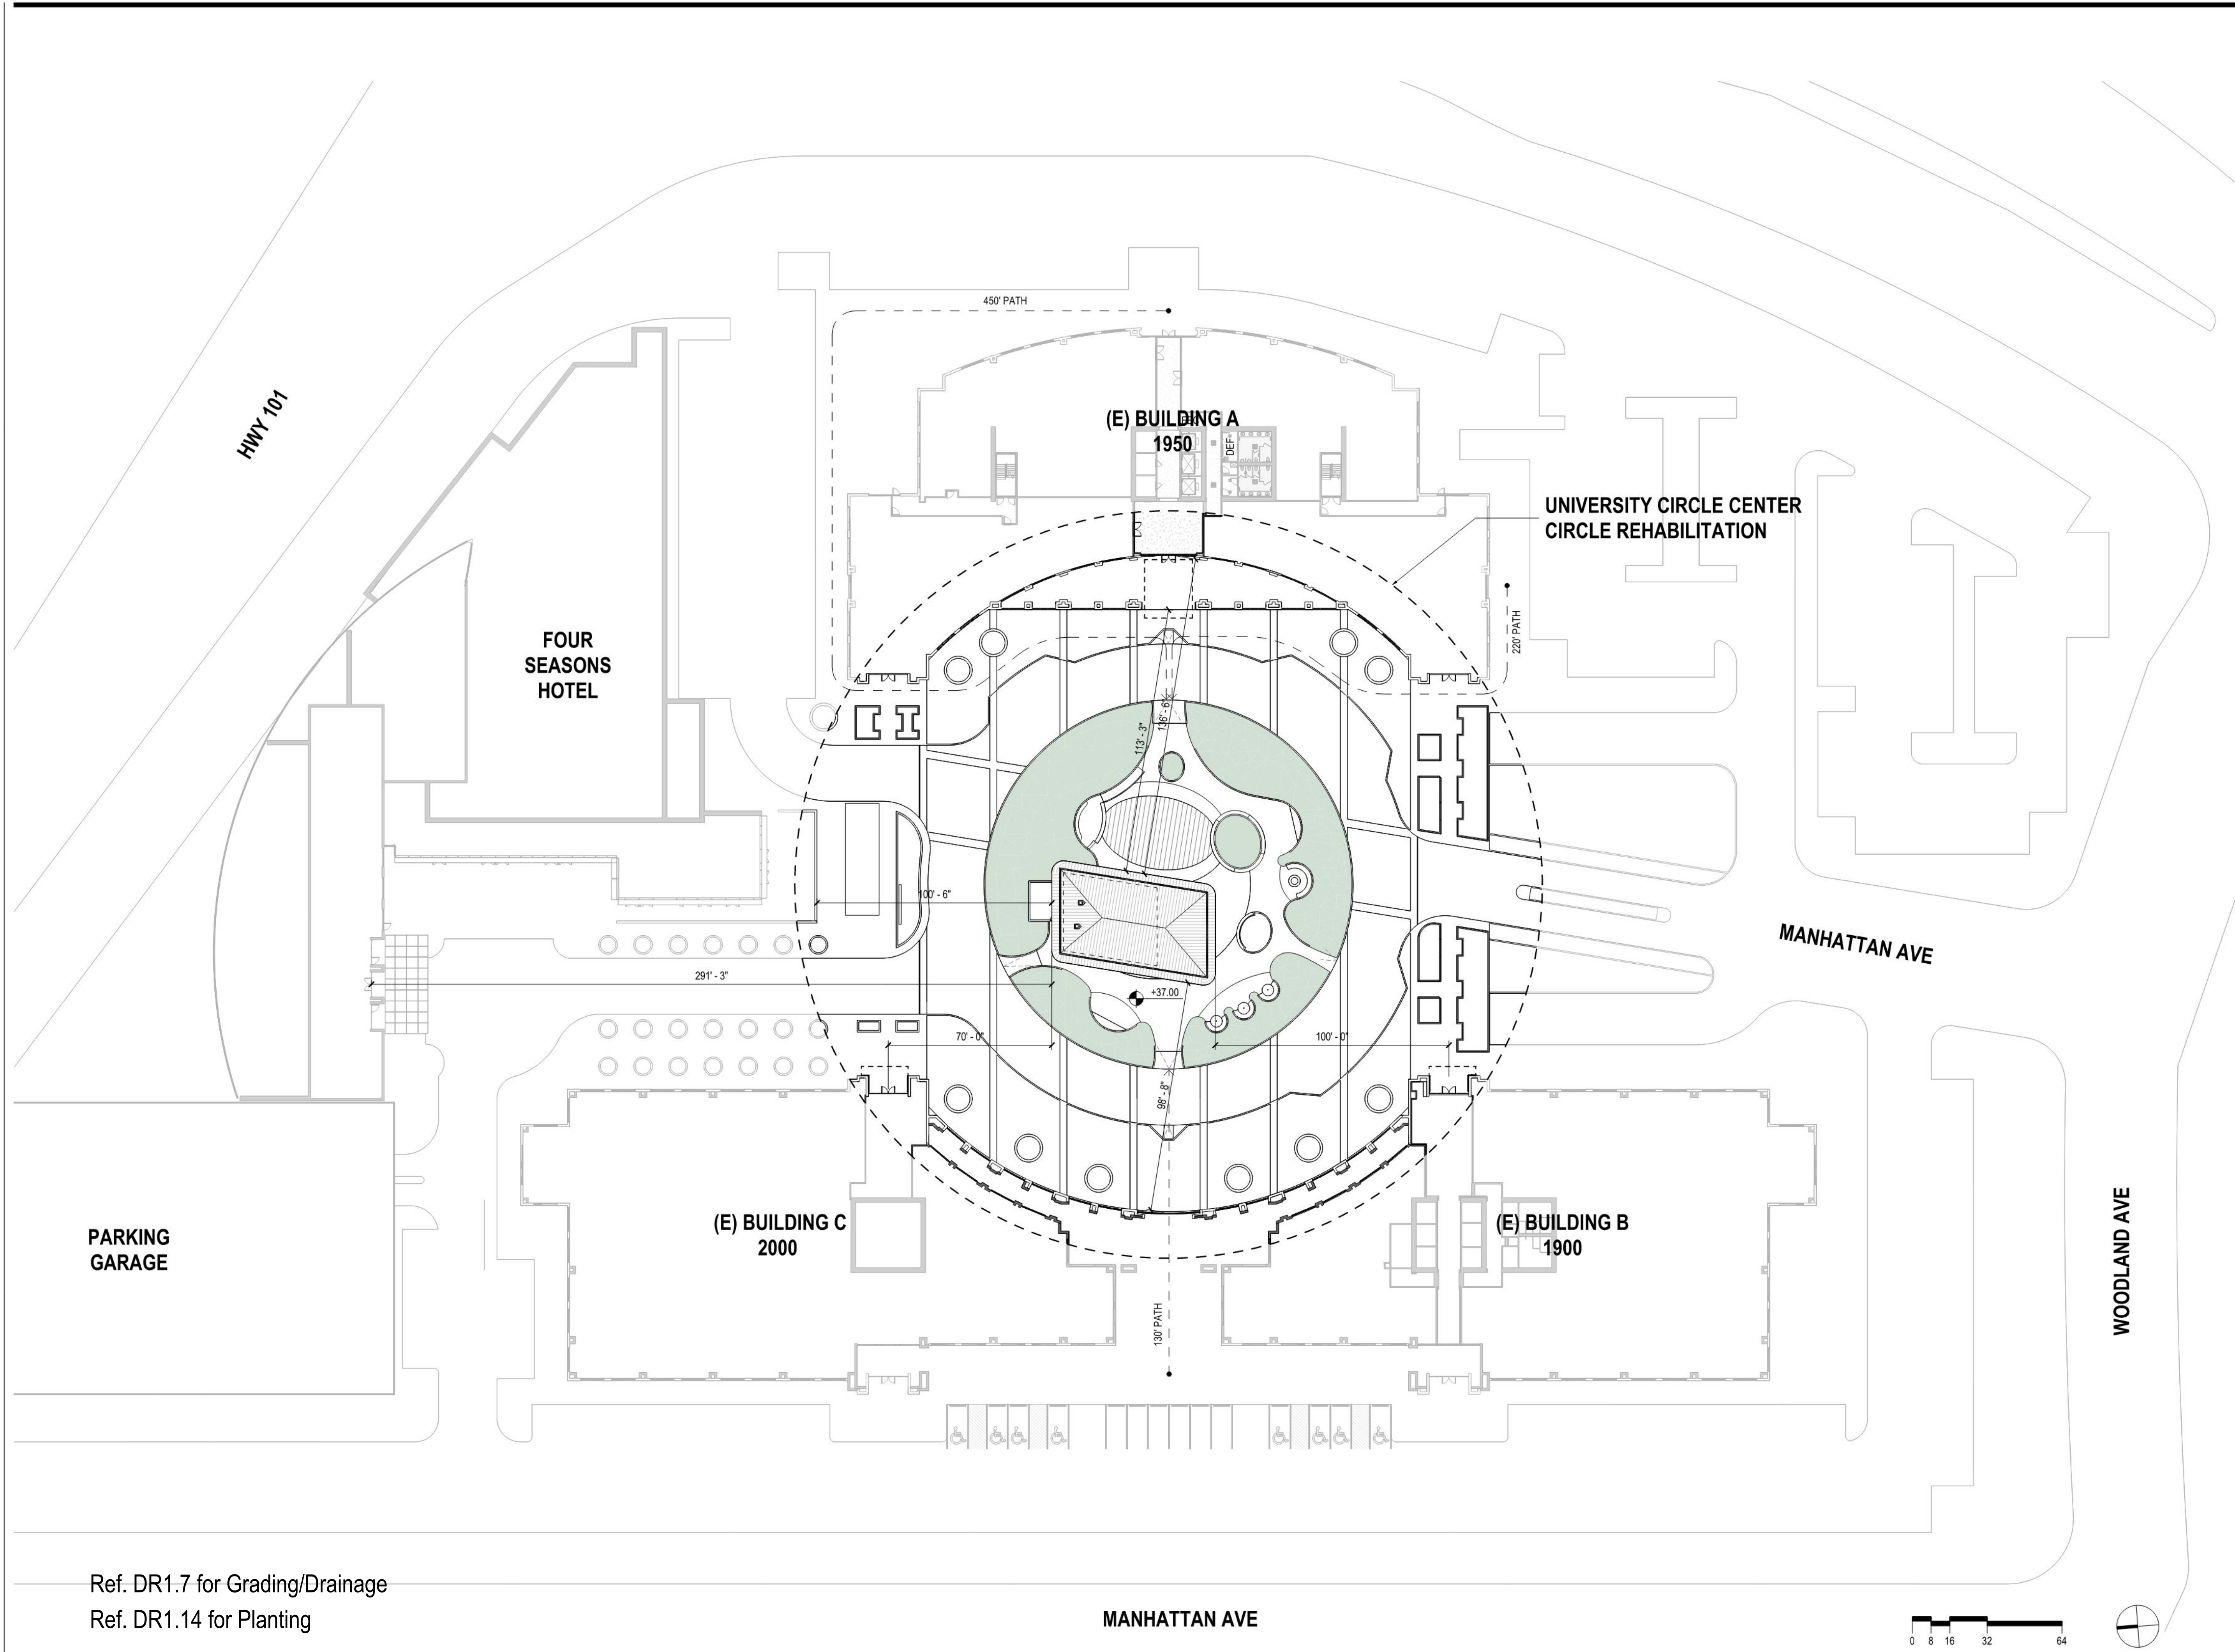 450' PATH
HWY 101
(E) BUILDING A
1950
DEF
UNIVERSITY CIRCLE CENTER
CIRCLE REHABILITATION
220' PATH
FOUR
SEASONS
HOTEL
136' - 6"
113' - 3"
100' - 6"
MANHATTAN AVE
291' - 3"
+37.00
70' - 0"
100' - 0"
98' - 8"
(E) BUILDING C
2000
(E) BUILDING B
1900
PARKING
GARAGE
WOODLAND AVE
130' PATH
Ref. DR1.7 for Grading/Drainage
Ref. DR1.14 for Planting
MANHATTAN AVE
0 8 16 32 64